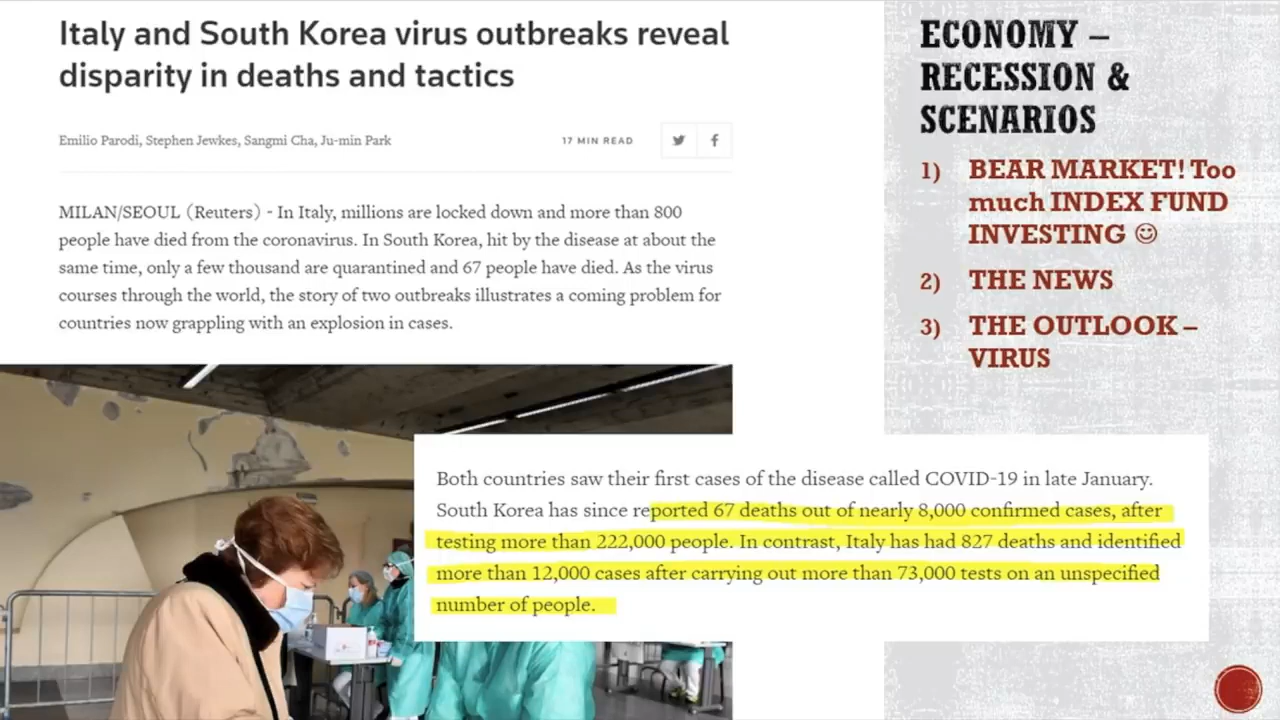 Italy and South Korea virus outbreaks reveal
disparity in deaths and tactics
Emilio Parodi, Stephen Jewkes, Sangmi Cha, Ju-min Park
17 MIN READ
MILAN/SEOUL (Reuters) - In Italy, millions are locked down and more than 800
people have died from the coronavirus. In South Korea, hit by the disease at about the
same time, only a few thousand are quarantined and 67 people have died. As the virus
courses through the world, the story of two outbreaks illustrates a coming problem for
countries now grappling with an explosion in cases.
Both countries saw their first cases of the disease called COVID-19 in late January.
South Korea has since reported 67 deaths out of nearly 8,000 confirmed cases, after
testing more than 222,000 people. In contrast, Italy has had 827 deaths and identified
more than 12,000 cases after carrying out more than 73,000 tests on an unspecified
number of people.
ECONOMY –
RECESSION &
SCENARIOS
1) BEAR MARKET! Too
much INDEX FUND
INVESTING ☺
2) THE NEWS
3) THE OUTLOOK –
VIRUS